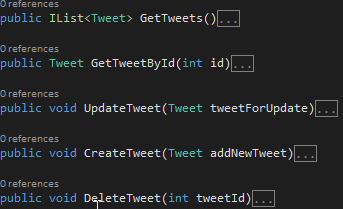 0 references
public IList<Tweet> GetTweets()...
0 references
public Tweet GetTweetById(int id)...
0 references
public void UpdateTweet(Tweet tweetForUpdate)...
0 references
public void CreateTweet(Tweet addNewTweet)...
0 references
public void DeleteTweet(int tweetId)...